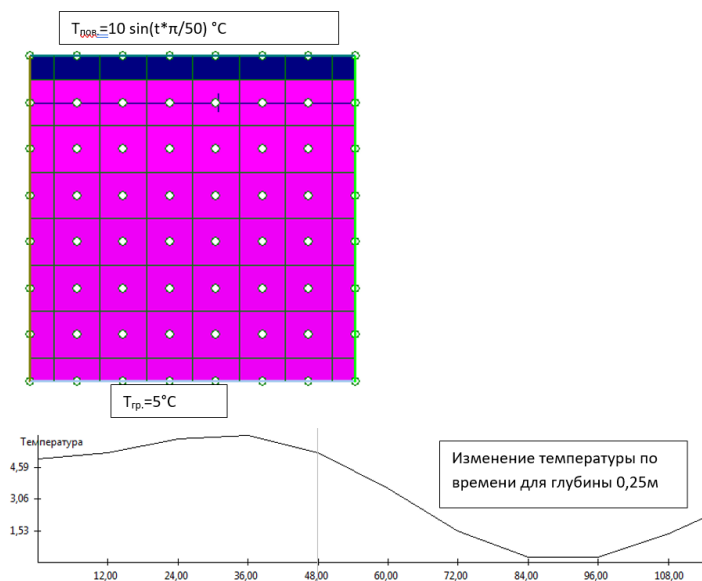 Tпов.=10 sin(t*π/50) °C
Tгр.=5°C
Температура
4,59
3,06
1,53
12,00 24,00 36,00 48,00 60,00 72,00 84,00 96,00 108,00
Изменение температуры по
времени для глубины 0,25м